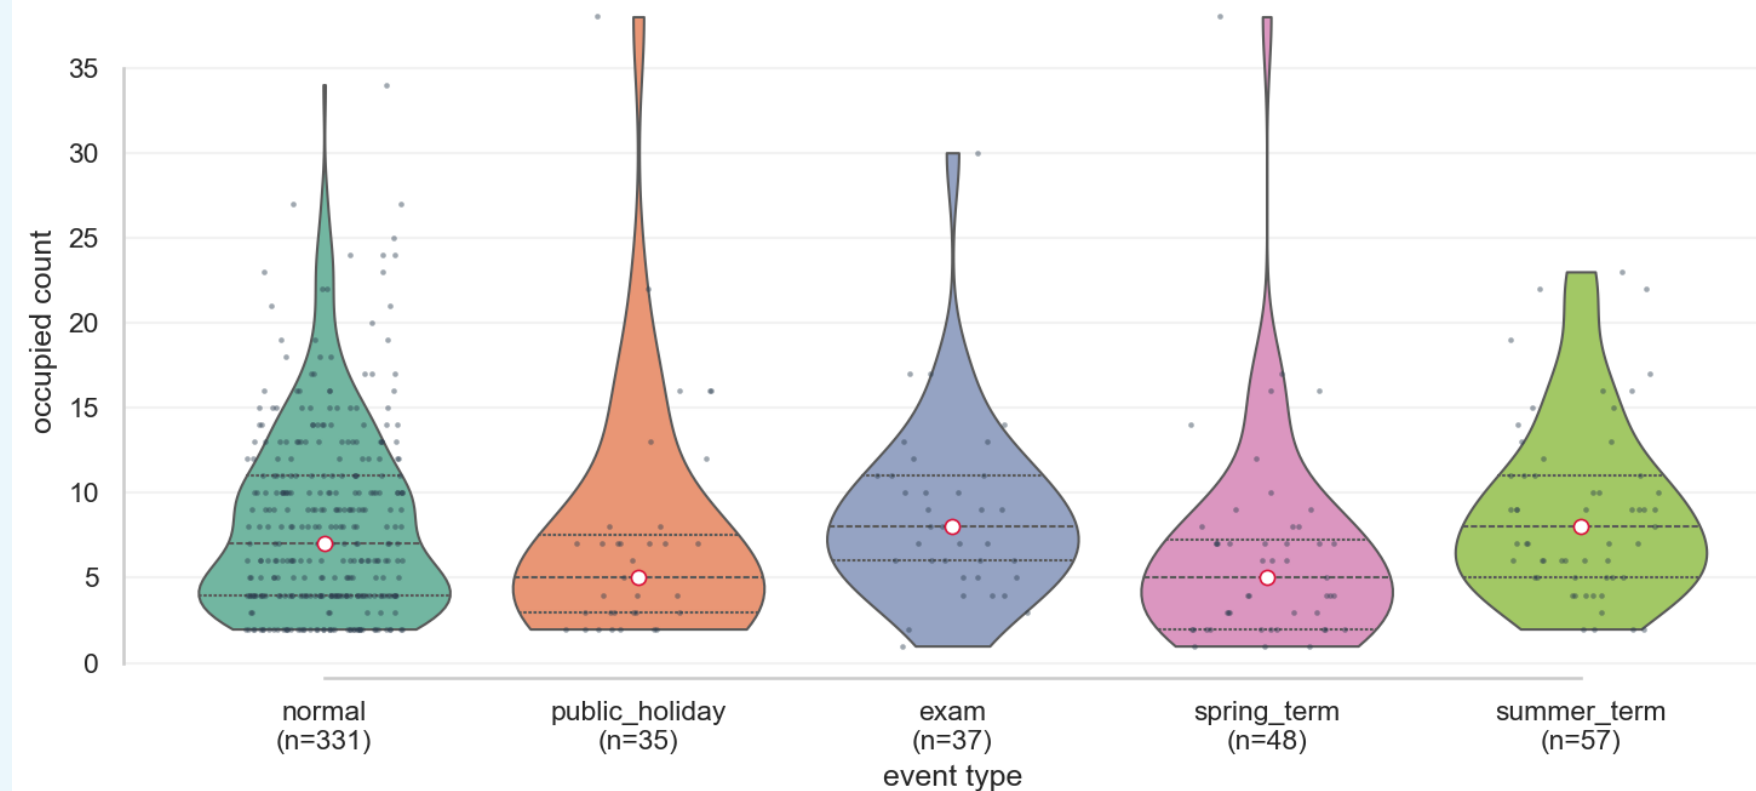 occupied count
35
30
25
20
15
10
5
0
normal
(n=331)
public_holiday
(n=35)
exam
(n=37)
spring_term
(n=48)
summer_term
(n=57)
event type